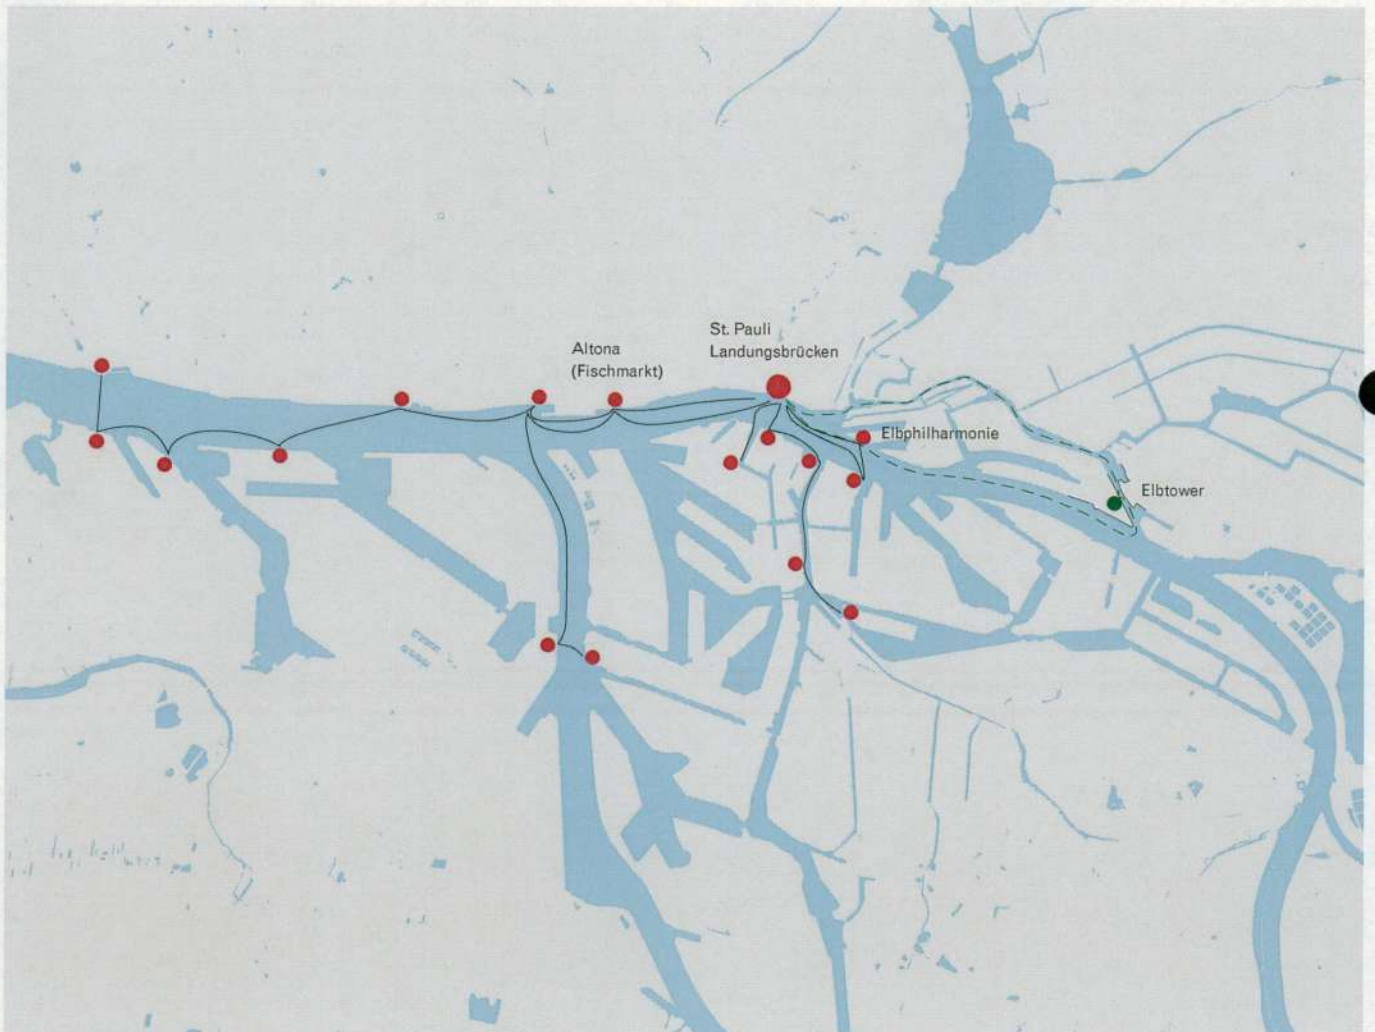 St. Pauli
Landungsbrücken
Altona
(Fischmarkt)
Elbphilharmonie
Elbtower